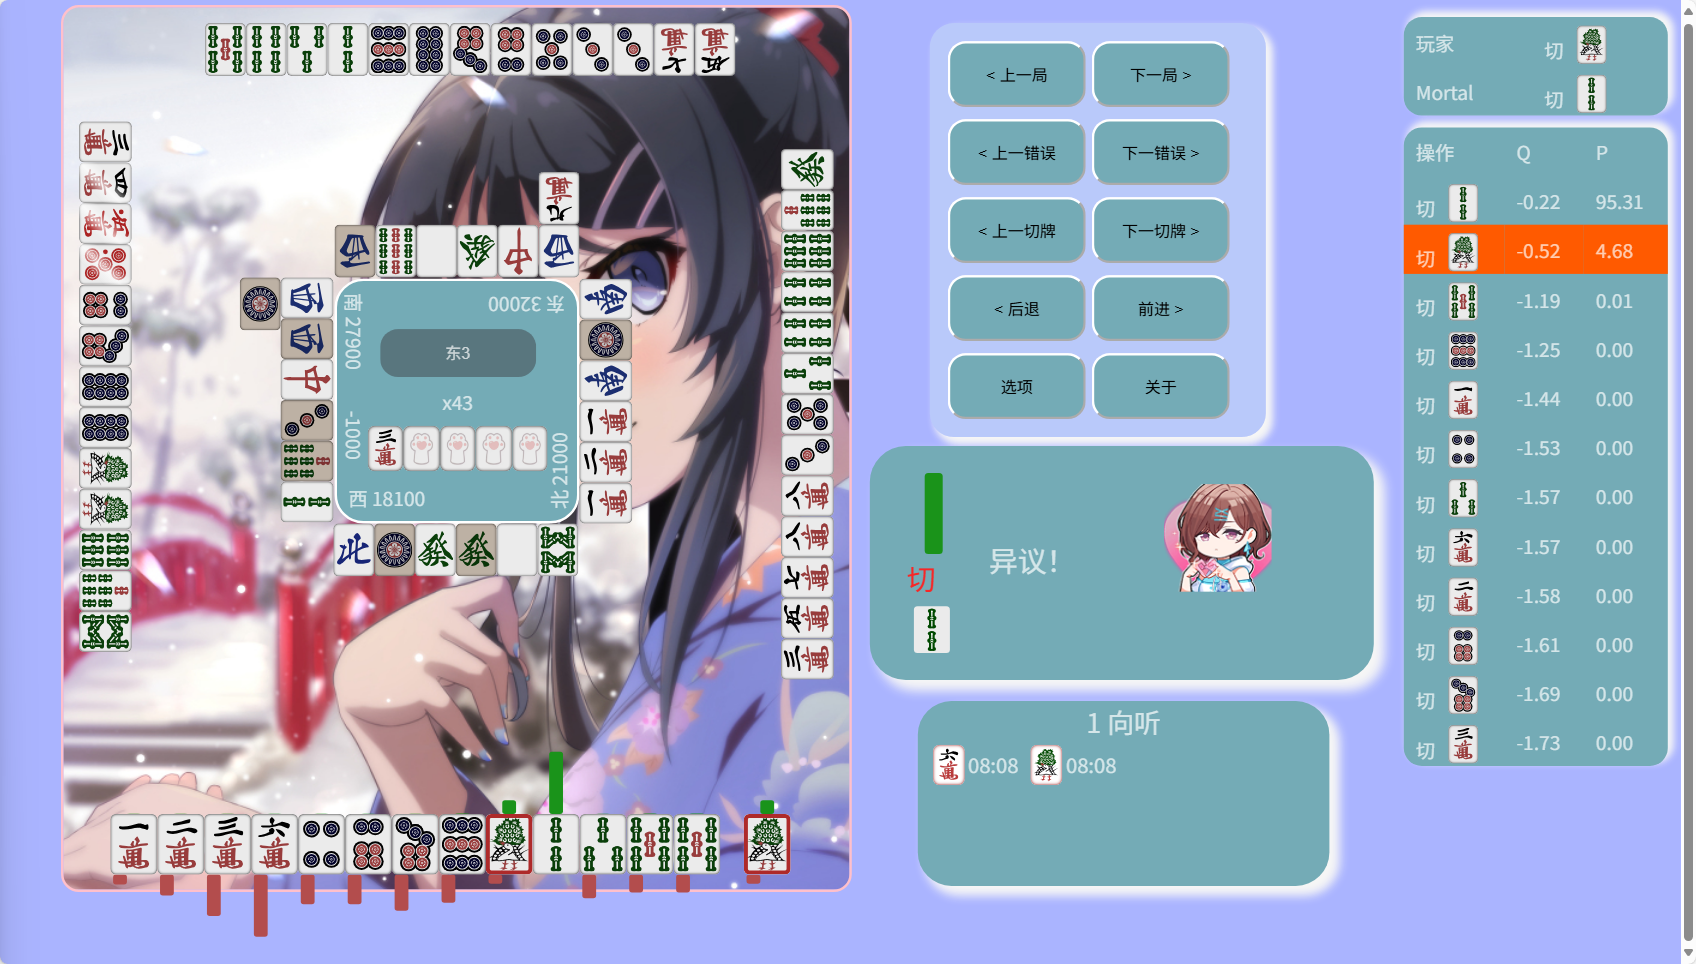 东 32000
南 27900
-1000
东3
x43
西 18100
北 21000
< 上一局
下一局 >
< 上一错误
下一错误 >
< 上一切牌
下一切牌 >
< 后退
前进 >
选项
关于
切
异议！
1 向听
08:08
08:08
玩家
切
Mortal
切
操作 Q P
切 -0.22 95.31
切 -0.52 4.68
切 -1.19 0.01
切 -1.25 0.00
切 -1.44 0.00
切 -1.53 0.00
切 -1.57 0.00
切 -1.57 0.00
切 -1.58 0.00
切 -1.61 0.00
切 -1.69 0.00
切 -1.73 0.00